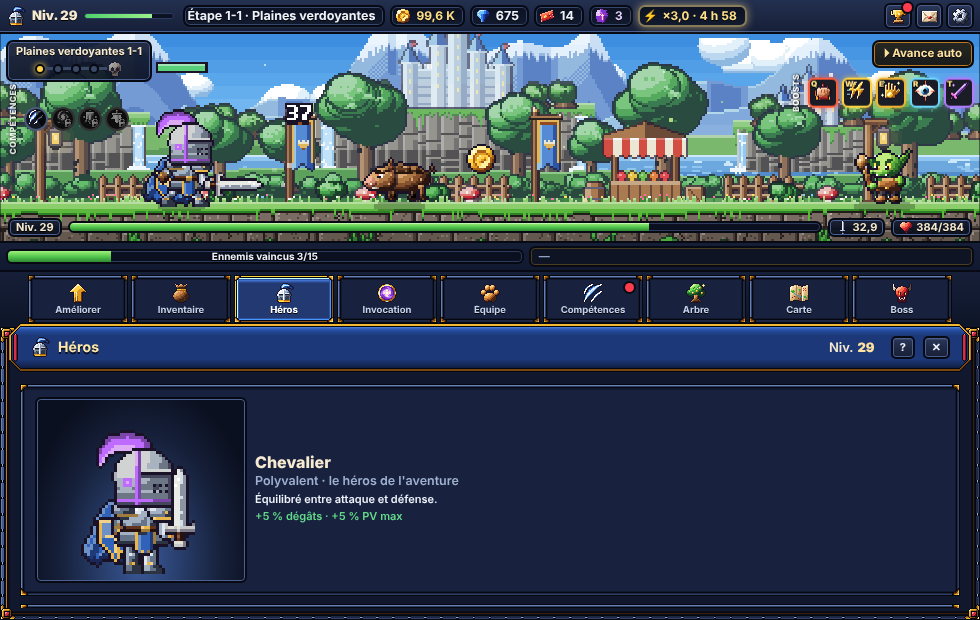 Niv. 29
Étape 1-1 · Plaines verdoyantes
99,6 K
675
14
3
×3,0 · 4 h 58
Plaines verdoyantes 1-1
Avance auto
COMPÉTENCES
BOOSTS
37
Niv. 29
32,9
384/384
Ennemis vaincus 3/15
—
Améliorer
Inventaire
Héros
Invocation
Equipe
Compétences
Arbre
Carte
Boss
Héros
Niv. 29
?
×
Chevalier
Polyvalent · le héros de l'aventure
Équilibré entre attaque et défense.
+5 % dégâts · +5 % PV max